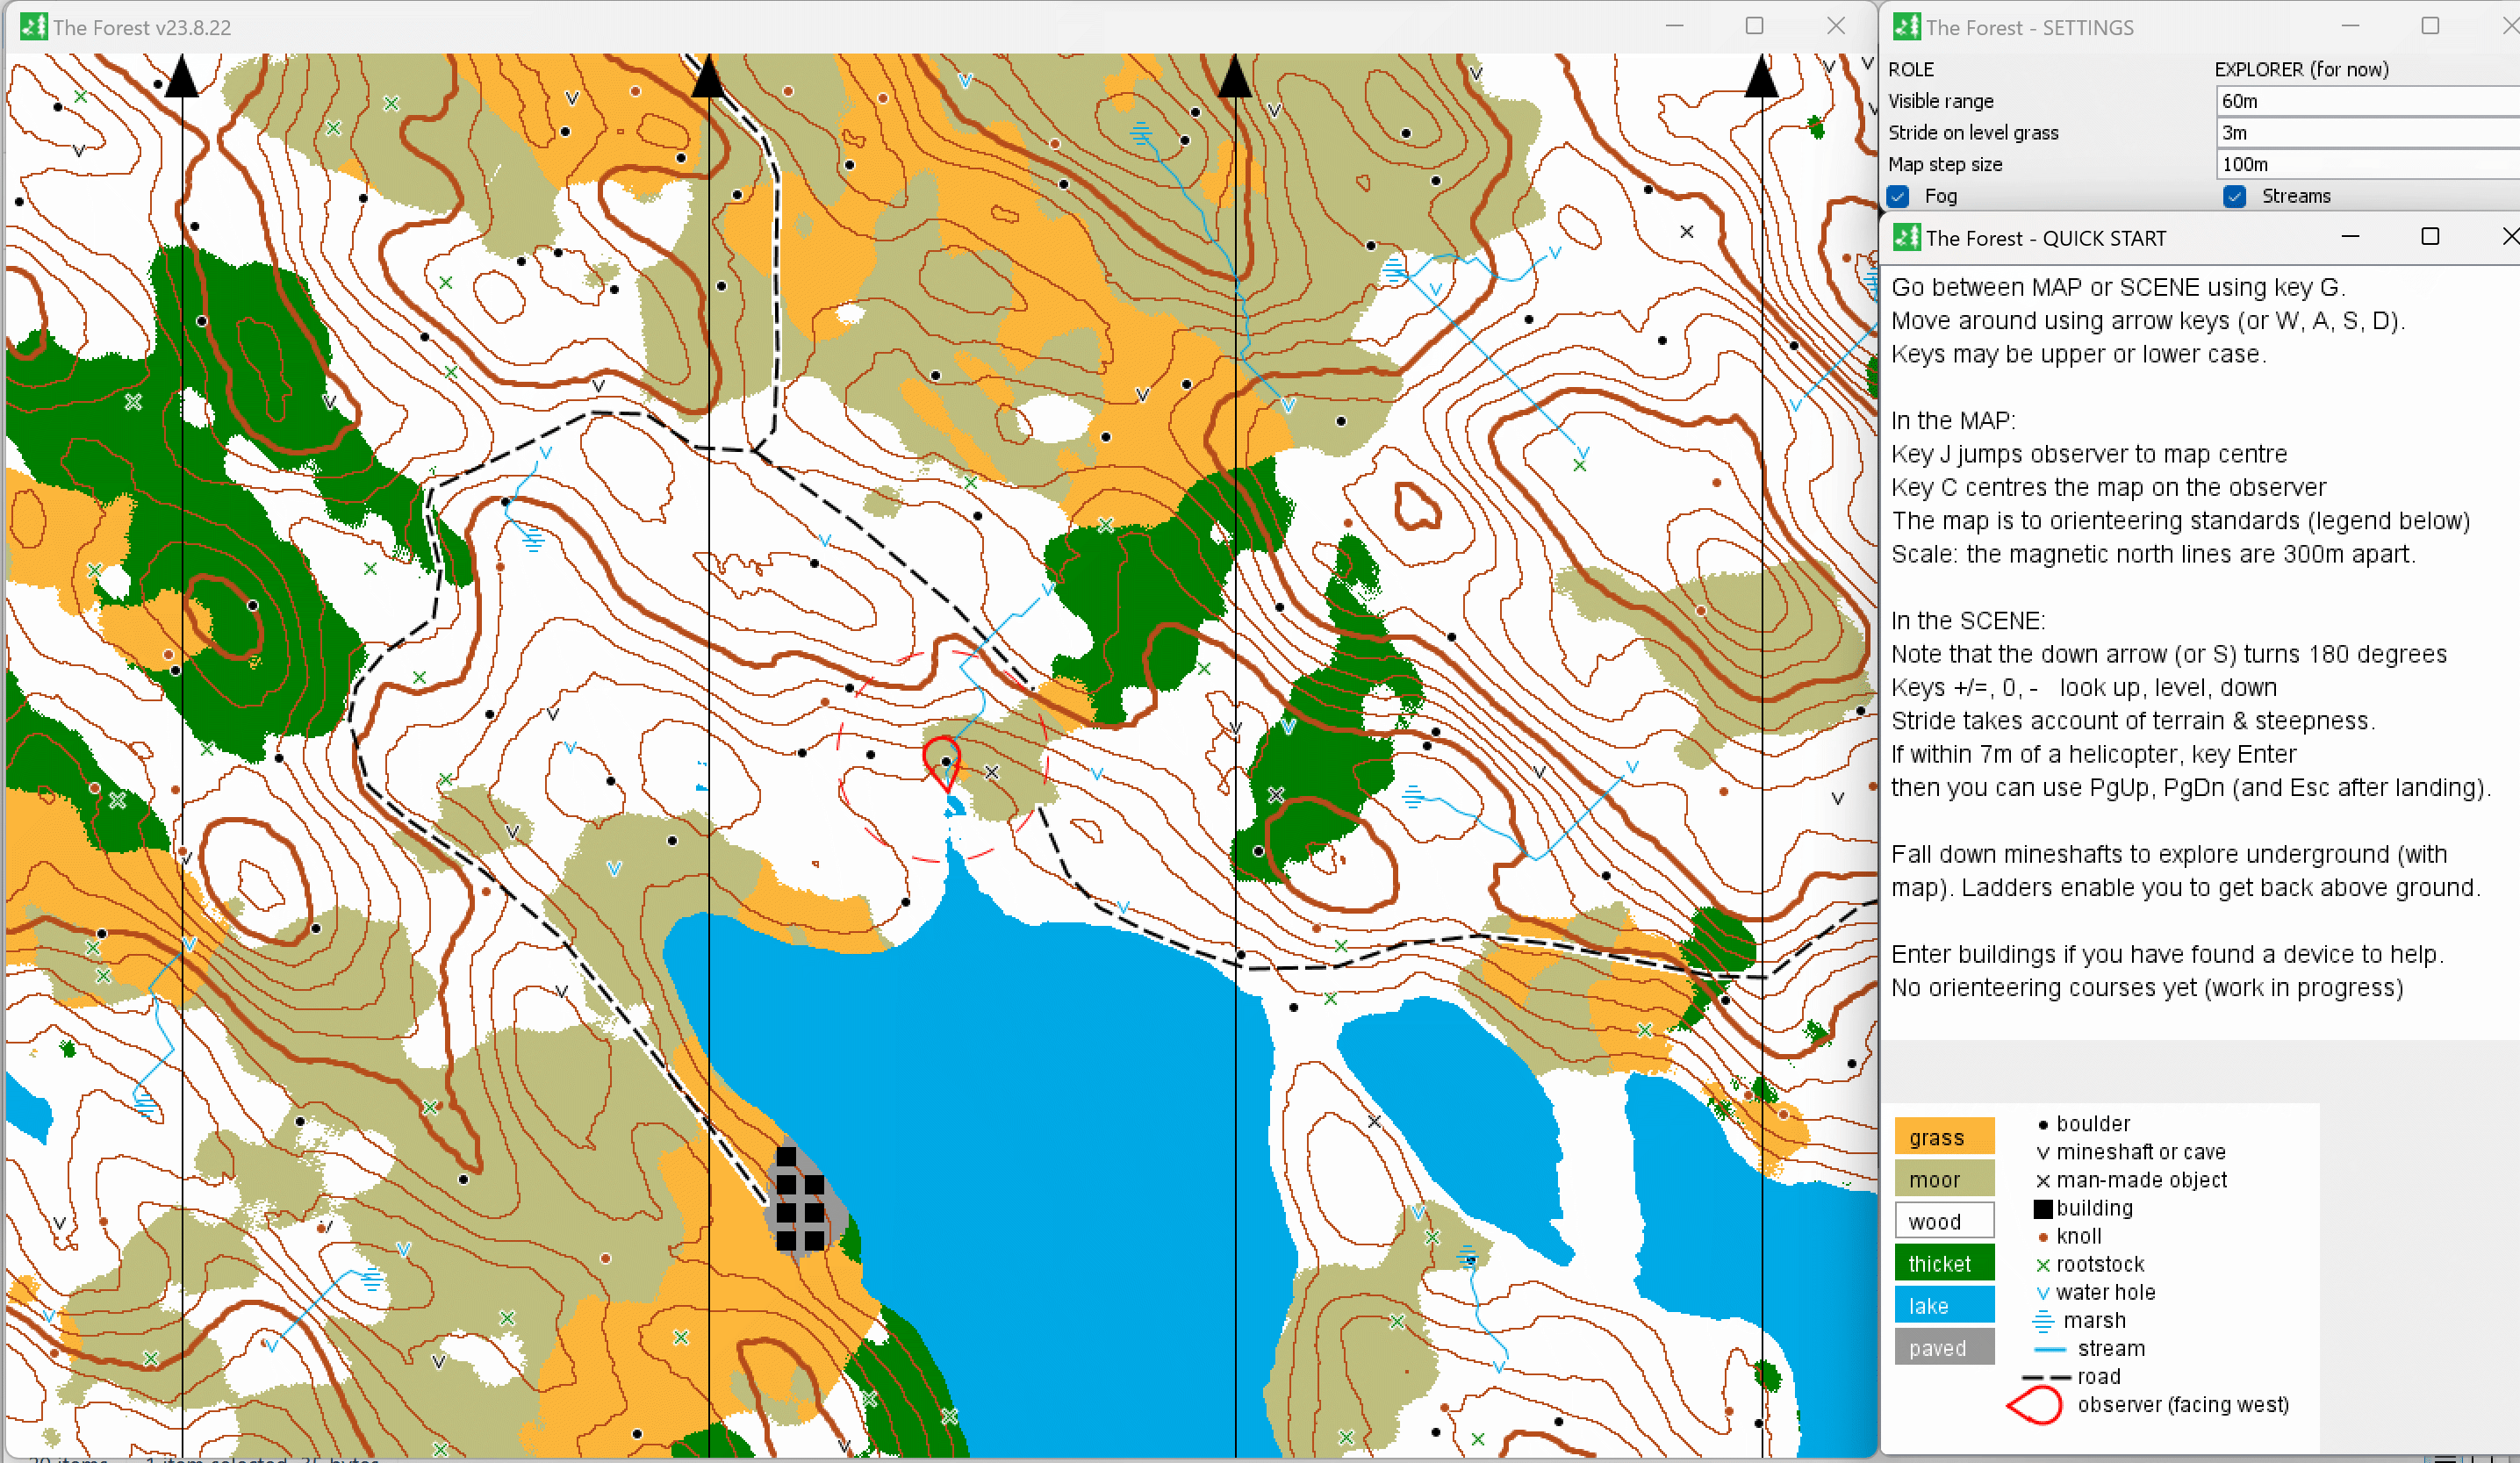 The Forest v23.8.22
The Forest - SETTINGS
ROLE EXPLORER (for now)
Visible range 60m
Stride on level grass 3m
Map step size 100m
Fog Streams
The Forest - QUICK START
Go between MAP or SCENE using key G.
Move around using arrow keys (or W, A, S, D).
Keys may be upper or lower case.
In the MAP:
Key J jumps observer to map centre
Key C centres the map on the observer
The map is to orienteering standards (legend below)
Scale: the magnetic north lines are 300m apart.
In the SCENE:
Note that the down arrow (or S) turns 180 degrees
Keys +/=, 0, - look up, level, down
Stride takes account of terrain & steepness.
If within 7m of a helicopter, key Enter
then you can use PgUp, PgDn (and Esc after landing).
Fall down mineshafts to explore underground (with
map). Ladders enable you to get back above ground.
Enter buildings if you have found a device to help.
No orienteering courses yet (work in progress)
grass
moor
wood
thicket
lake
paved
boulder
mineshaft or cave
man-made object
building
knoll
rootstock
water hole
marsh
stream
road
observer (facing west)